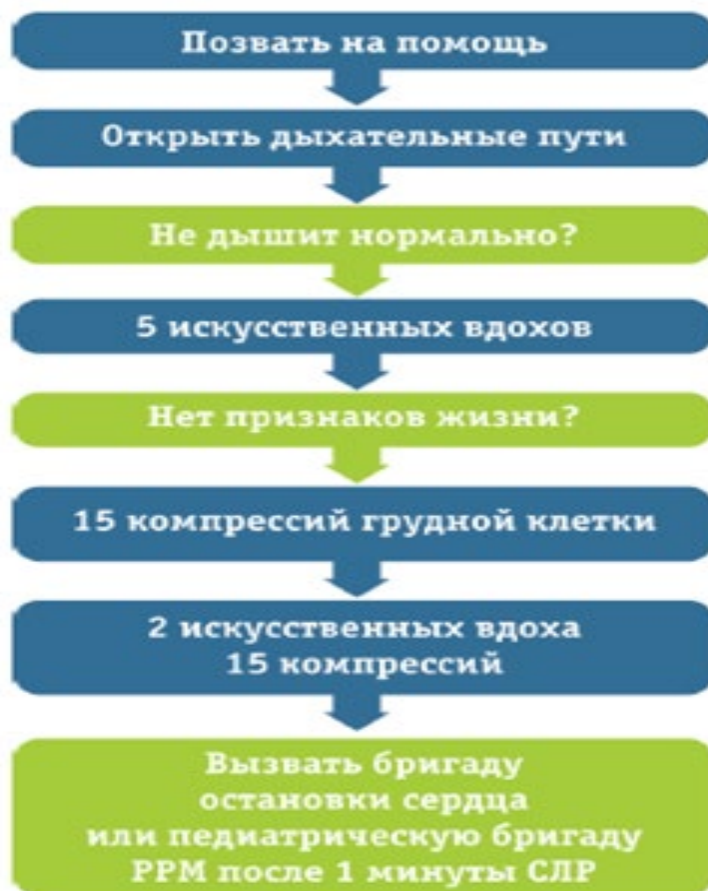 Позвать на помощь
Открыть дыхательные пути
Не дышит нормально?
5 искусственных вдохов
Нет признаков жизни?
15 компрессий грудной клетки
2 искусственных вдоха
15 компрессий
Вызвать бригаду
остановки сердца
или педиатрическую бригаду
РРМ после 1 минуты СЛР